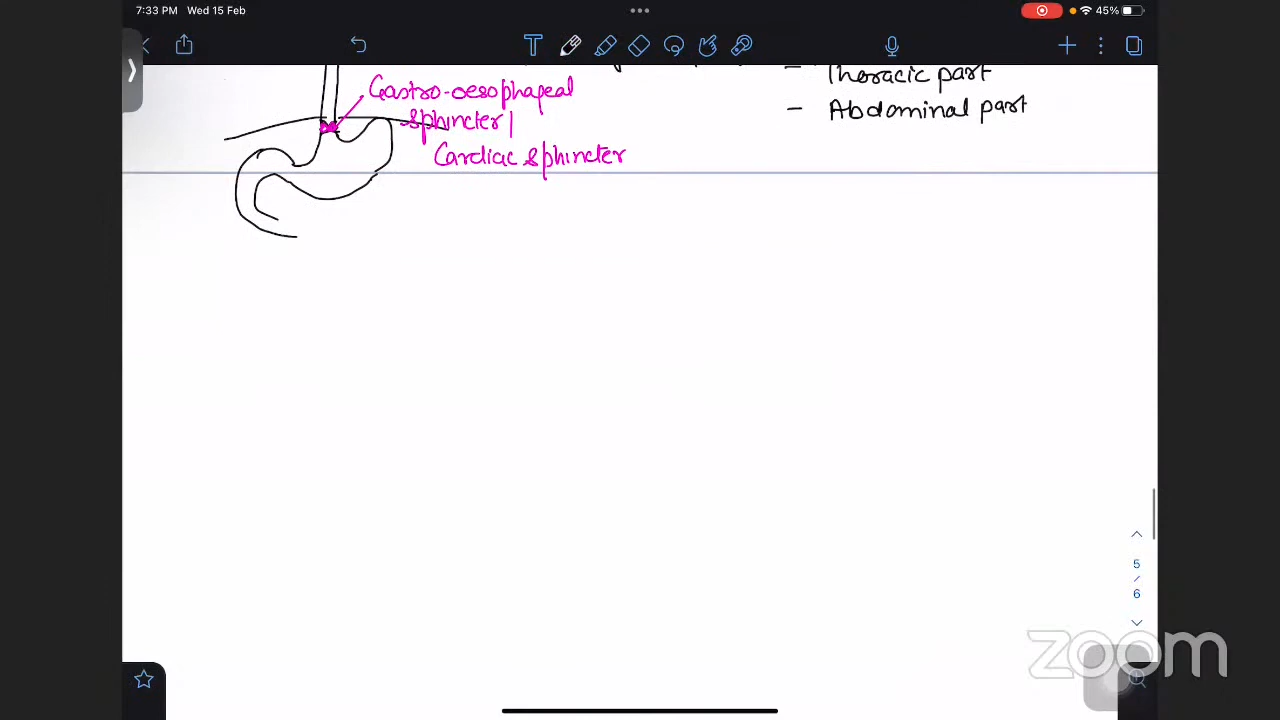 7:33 PM Wed 15 Feb
45%
Thoracic part
Gastro-oesophageal
- Abdominal part
sphincter |
Cardiac sphincter
5
/
6
zoom